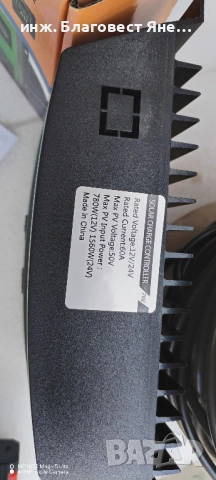 инж. Благовест Яне...
SOLAR CHARGE CONTROLLER
Rated Voltage:12V/24V
Rated Current:60A
Max PV Voltage:50V
Max PV Input Power :
780W(12V) 1560W(24V)
Made in China
BAZAR